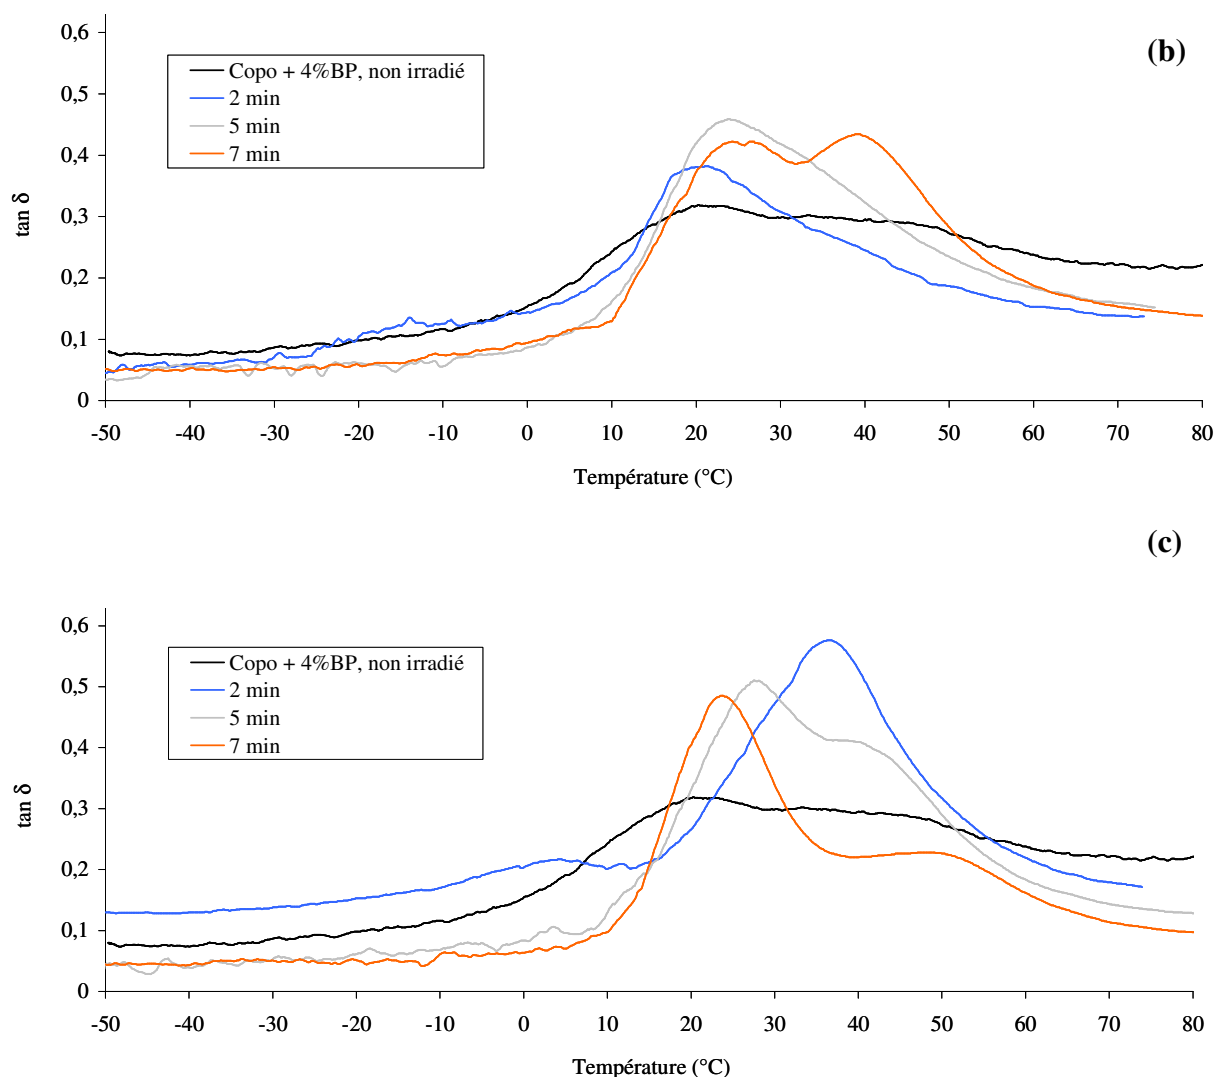 (b)
0,6
0,5
0,4
0,3
0,2
0,1
0
tan δ
Copo + 4%BP, non irradié
2 min
5 min
7 min
-50 -40 -30 -20 -10 0 10 20 30 40 50 60 70 80
Température (°C)
(c)
0,6
0,5
0,4
0,3
0,2
0,1
0
tan δ
Copo + 4%BP, non irradié
2 min
5 min
7 min
-50 -40 -30 -20 -10 0 10 20 30 40 50 60 70 80
Température (°C)